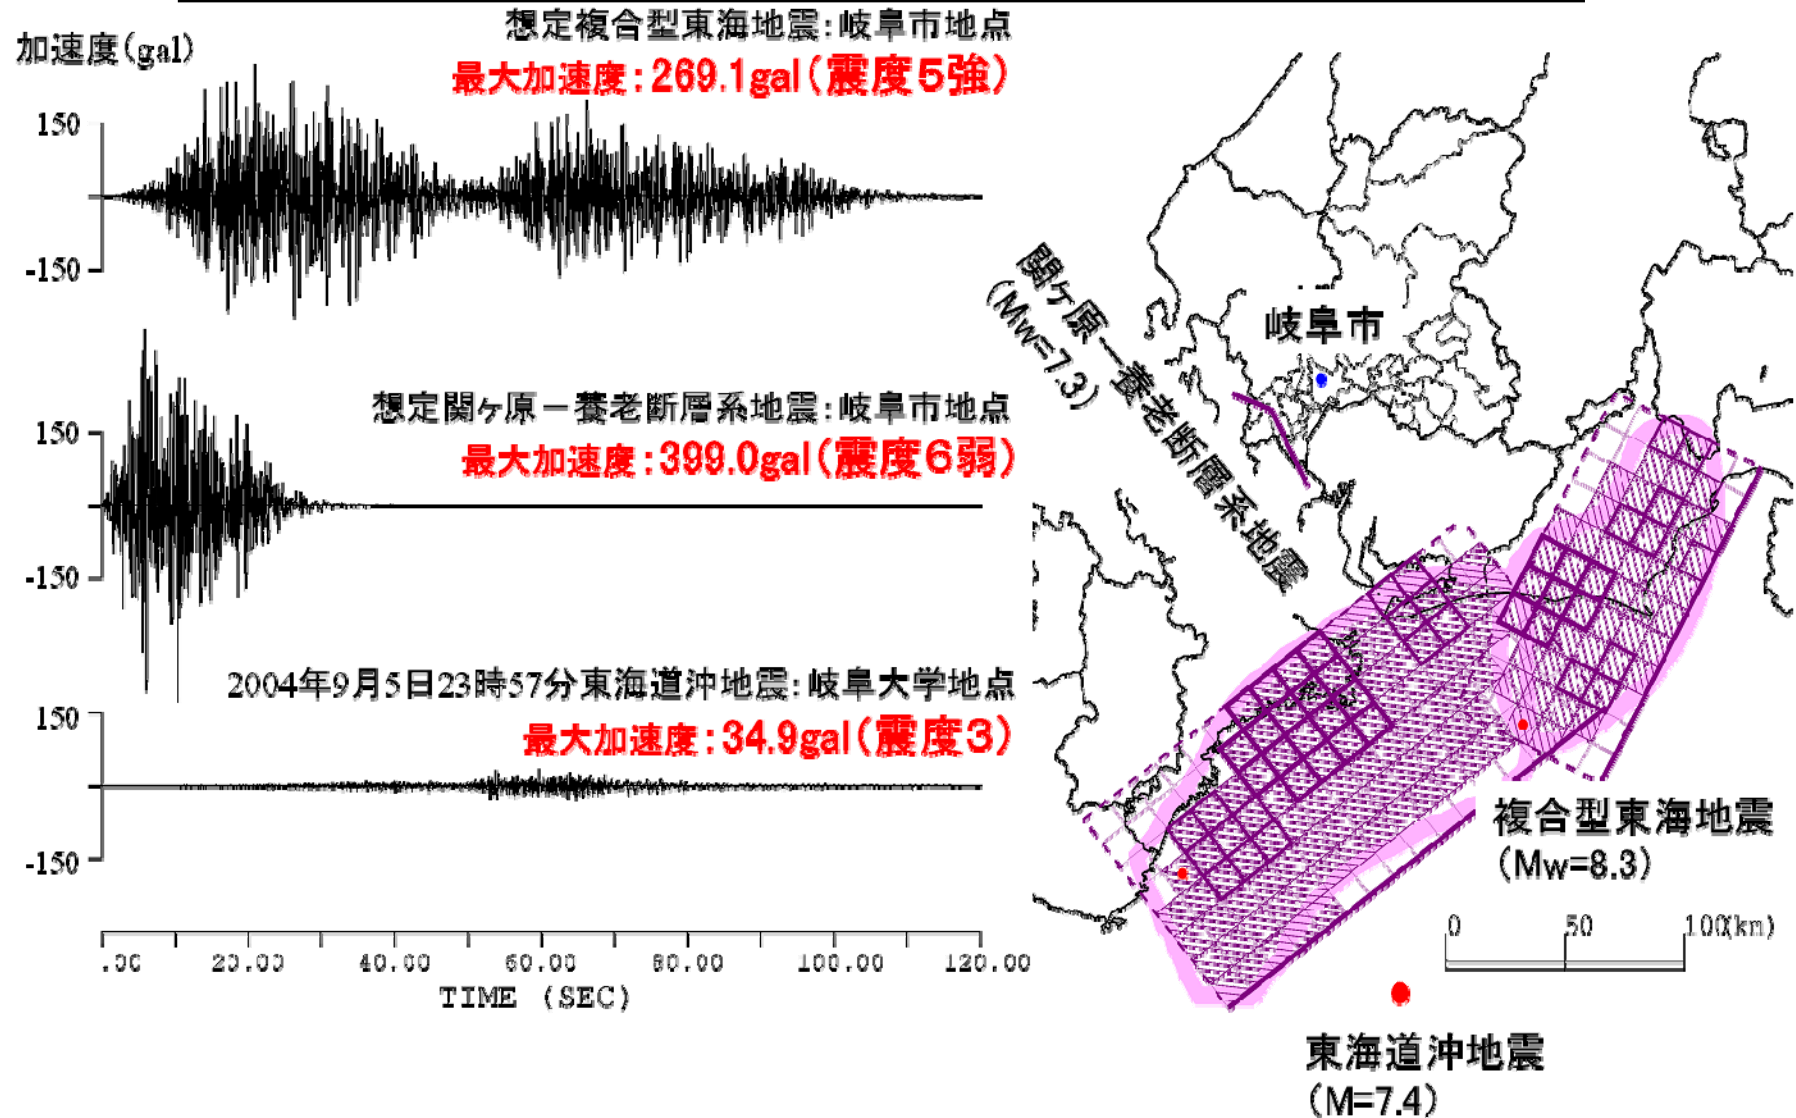 想定複合型東海地震：岐阜市地点
加速度(gal)
最大加速度：269.1gal（震度５強）
150
-150
想定関ヶ原－養老断層系地震：岐阜市地点
150
最大加速度：399.0gal（震度６弱）
-150
2004年9月5日23時57分東海道沖地震：岐阜大学地点
150
最大加速度：34.9gal（震度３）
-150
.00 20.00 40.00 60.00 80.00 100.00 120.00
TIME (SEC)
関ヶ原－養老断層系地震
（Mw=7.3）
岐阜市
複合型東海地震
（Mw=8.3）
0 50 100(km)
東海道沖地震
（M=7.4）